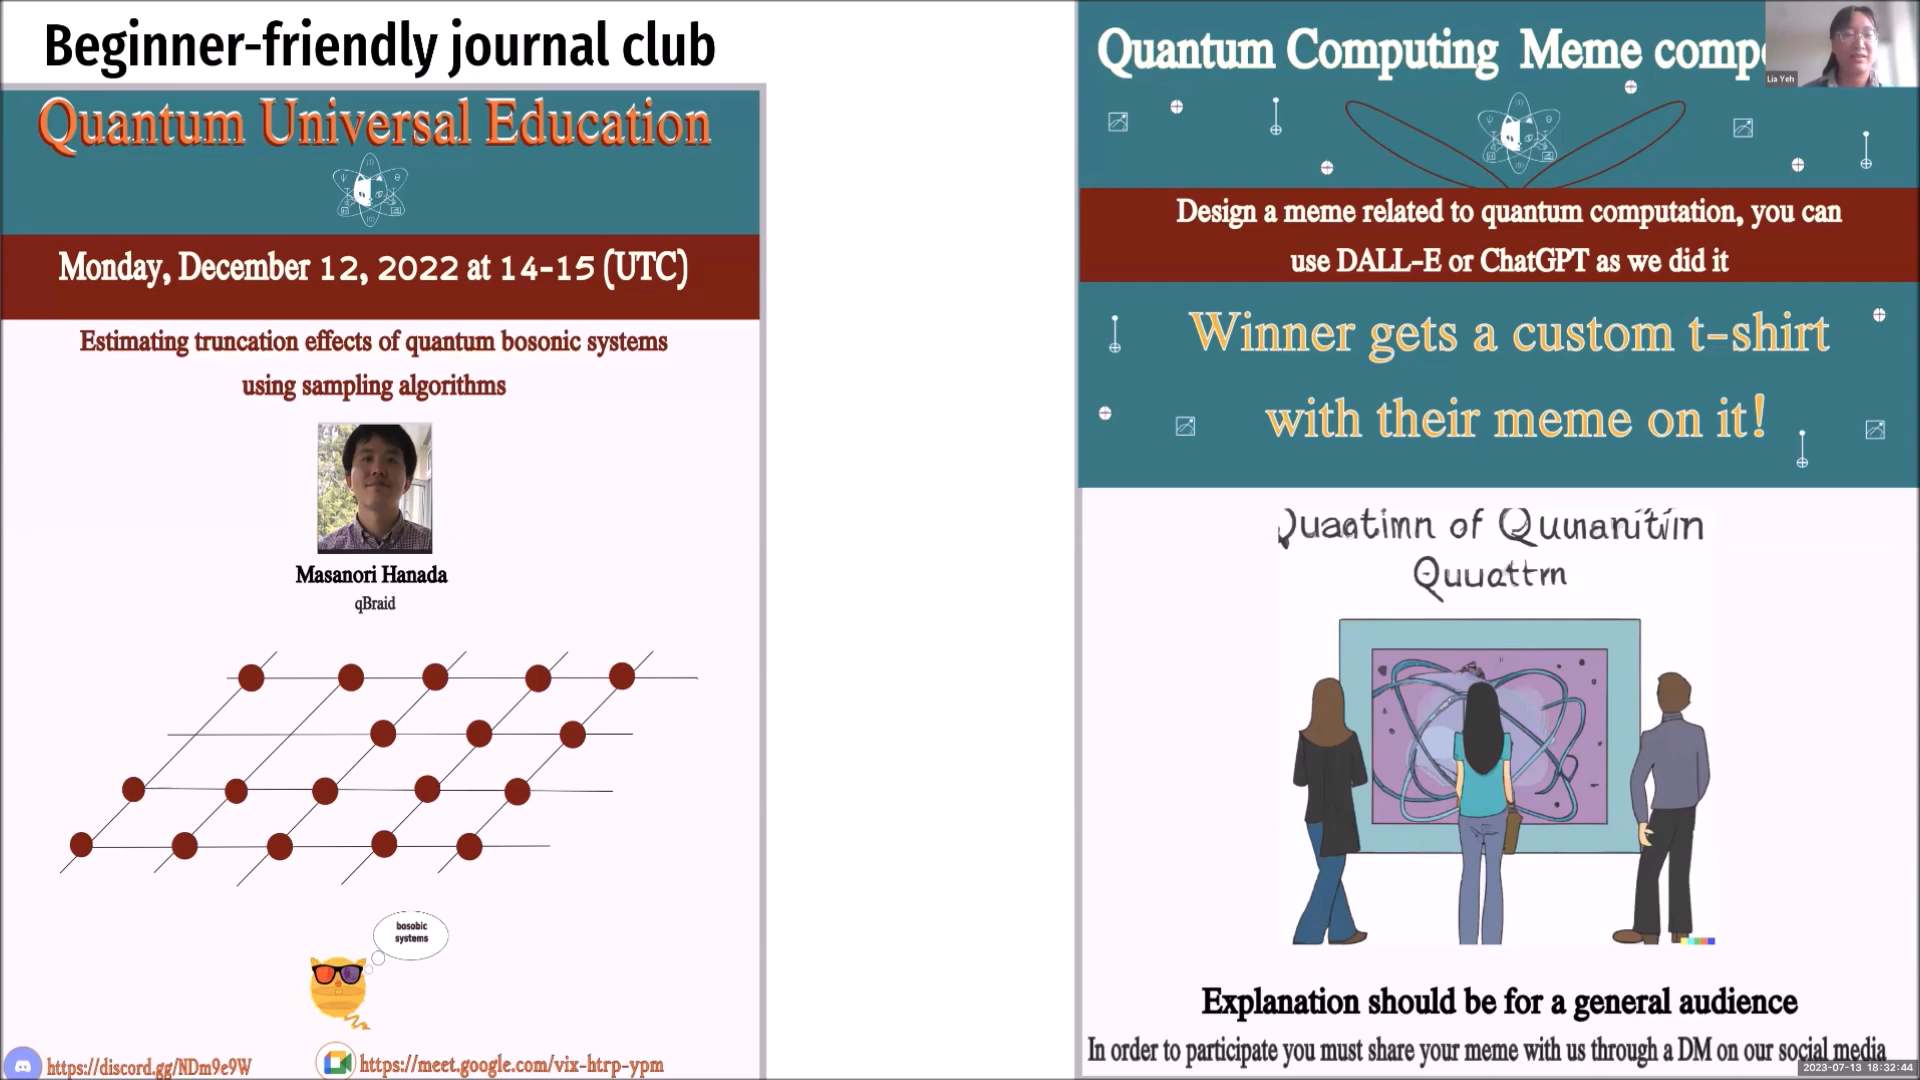 Beginner-friendly journal club
Quantum Universal Education
Monday, December 12, 2022 at 14-15 (UTC)
Estimating truncation effects of quantum bosonic systems
using sampling algorithms
Masanori Hanada
qBraid
bosobic
systems
https://discord.gg/NDm9e9W
https://meet.google.com/vix-htrp-ypm
Quantum Computing Meme comp
Lia Yeh
Design a meme related to quantum computation, you can
use DALL-E or ChatGPT as we did it
Winner gets a custom t-shirt
with their meme on it!
of
Explanation should be for a general audience
In order to participate you must share your meme with us through a DM on our social media
2023-07-13 18:32:44